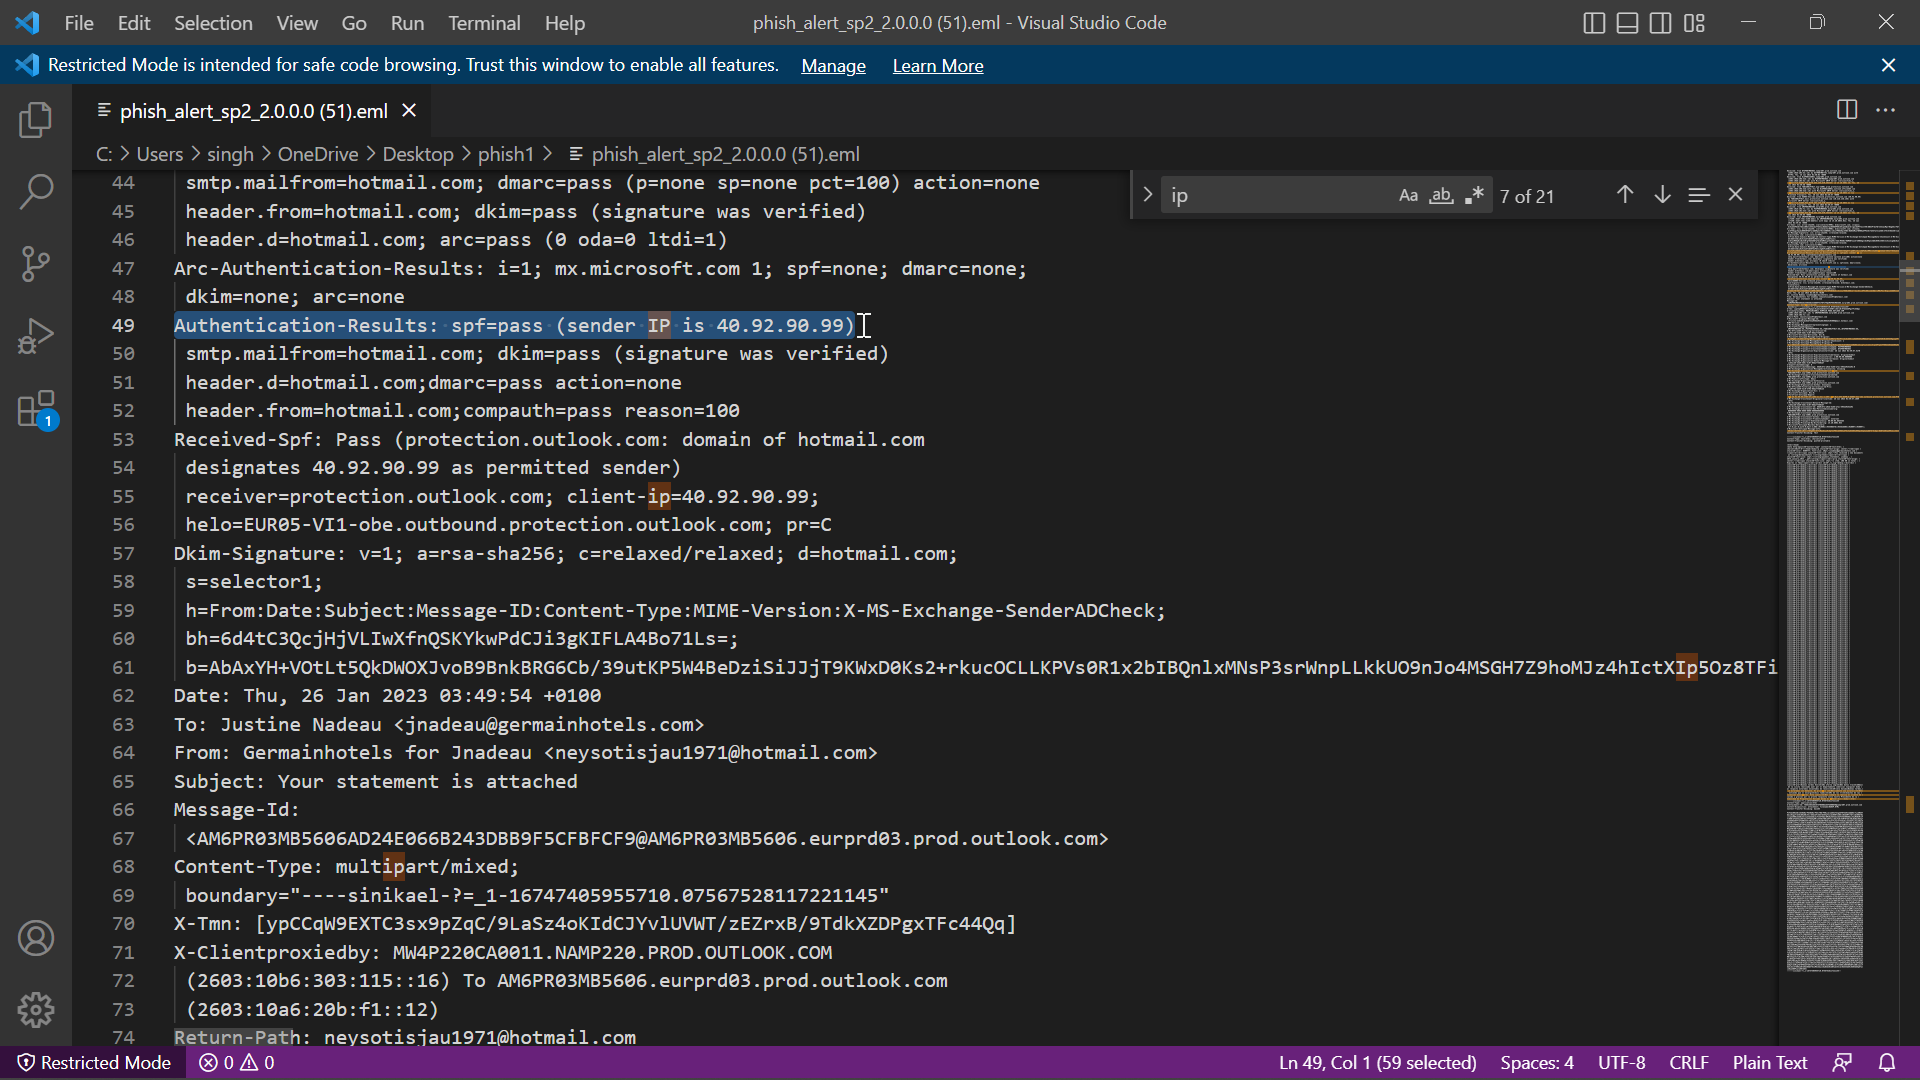 File Edit Selection View Go Run Terminal Help phish_alert_sp2_2.0.0.0 (51).eml - Visual Studio Code
Restricted Mode is intended for safe code browsing. Trust this window to enable all features. Manage Learn More
phish_alert_sp2_2.0.0.0 (51).eml
C: > Users > singh > OneDrive > Desktop > phish1 > phish_alert_sp2_2.0.0.0 (51).eml
ip Aa ab .* 7 of 21
44 smtp.mailfrom=hotmail.com; dmarc=pass (p=none sp=none pct=100) action=none
45 header.from=hotmail.com; dkim=pass (signature was verified)
46 header.d=hotmail.com; arc=pass (0 oda=0 ltdi=1)
47 Arc-Authentication-Results: i=1; mx.microsoft.com 1; spf=none; dmarc=none;
48 dkim=none; arc=none
49 Authentication-Results: spf=pass (sender IP is 40.92.90.99)
50 smtp.mailfrom=hotmail.com; dkim=pass (signature was verified)
51 header.d=hotmail.com;dmarc=pass action=none
52 header.from=hotmail.com;compauth=pass reason=100
53 Received-Spf: Pass (protection.outlook.com: domain of hotmail.com
54 designates 40.92.90.99 as permitted sender)
55 receiver=protection.outlook.com; client-ip=40.92.90.99;
56 helo=EUR05-VI1-obe.outbound.protection.outlook.com; pr=C
57 Dkim-Signature: v=1; a=rsa-sha256; c=relaxed/relaxed; d=hotmail.com;
58 s=selector1;
59 h=From:Date:Subject:Message-ID:Content-Type:MIME-Version:X-MS-Exchange-SenderADCheck;
60 bh=6d4tC3QcjHjVLIwXfnQSKYkwPdCJi3gKIFLA4Bo71Ls=;
61 b=AbAxYH+VOtLt5QkDWOXJvoB9BnkBRG6Cb/39utKP5W4BeDziSiJJjT9KWxD0Ks2+rkucOCLLKPVs0R1x2bIBQnlxMNsP3srWnpLLkkUO9nJo4MSGH7Z9hoMJz4hIctXIp5Oz8TFi
62 Date: Thu, 26 Jan 2023 03:49:54 +0100
63 To: Justine Nadeau <jnadeau@germainhotels.com>
64 From: Germainhotels for Jnadeau <neysotisjau1971@hotmail.com>
65 Subject: Your statement is attached
66 Message-Id:
67 <AM6PR03MB5606AD24E066B243DBB9F5CFBFCF9@AM6PR03MB5606.eurprd03.prod.outlook.com>
68 Content-Type: multipart/mixed;
69 boundary="----sinikael-?=_1-16747405955710.07567528117221145"
70 X-Tmn: [ypCCqW9EXTC3sx9pZqC/9LaSz4oKIdCJYvlUVWT/zEZrxB/9TdkXZDPgxTFc44Qq]
71 X-Clientproxiedby: MW4P220CA0011.NAMP220.PROD.OUTLOOK.COM
72 (2603:10b6:303:115::16) To AM6PR03MB5606.eurprd03.prod.outlook.com
73 (2603:10a6:20b:f1::12)
74 Return-Path: neysotisjau1971@hotmail.com
1
Restricted Mode 0 0 Ln 49, Col 1 (59 selected) Spaces: 4 UTF-8 CRLF Plain Text